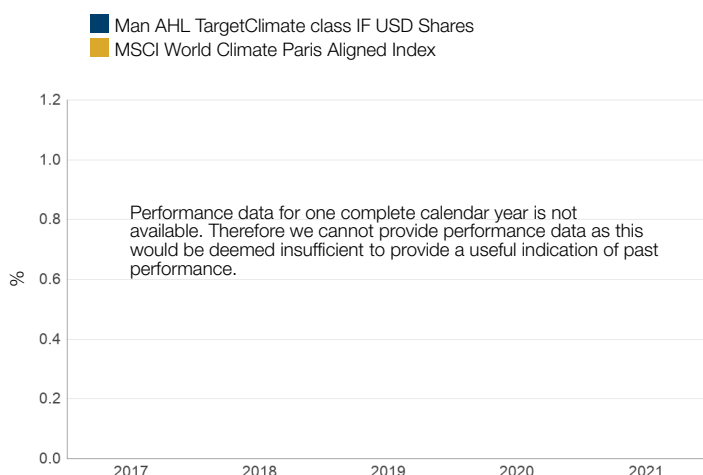 Man AHL TargetClimate class IF USD Shares
MSCI World Climate Paris Aligned Index
1.2
1.0
0.8
0.6
0.4
0.2
0.0
%
Performance data for one complete calendar year is not
available. Therefore we cannot provide performance data as this
would be deemed insufficient to provide a useful indication of past
performance.
2017 2018 2019 2020 2021